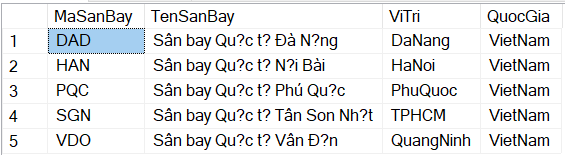 MaSanBay TenSanBay ViTri QuocGia
1 DAD Sân bay Qu?c t? Đà N?ng DaNang VietNam
2 HAN Sân bay Qu?c t? N?i Bài HaNoi VietNam
3 PQC Sân bay Qu?c t? Phú Qu?c PhuQuoc VietNam
4 SGN Sân bay Qu?c t? Tân Son Nh?t TPHCM VietNam
5 VDO Sân bay Qu?c t? Vân Đ?n QuangNinh VietNam